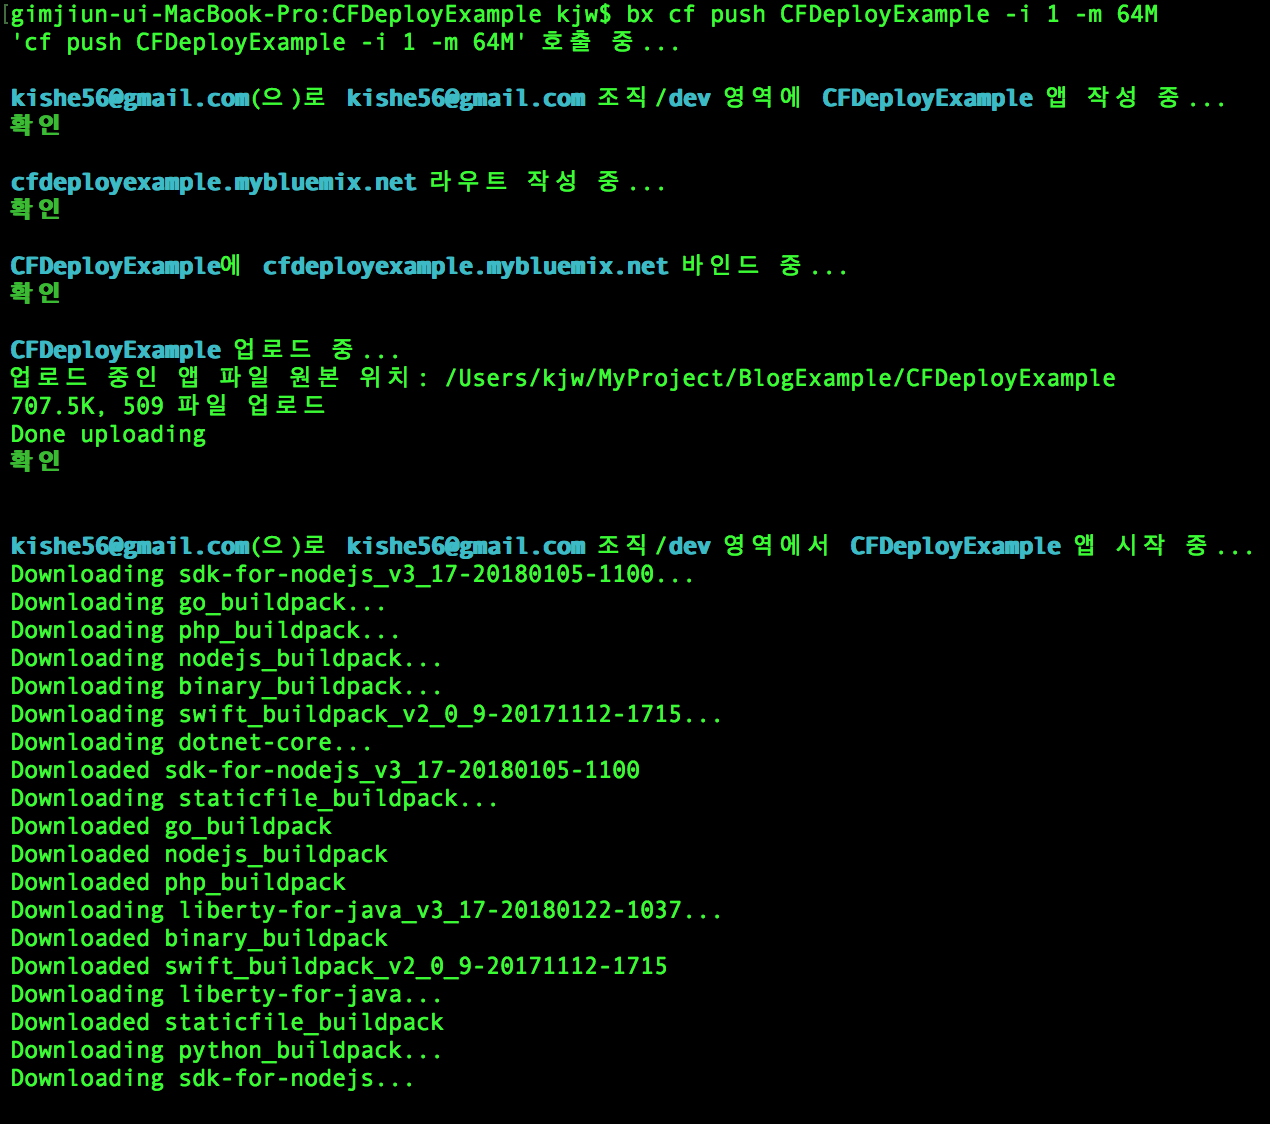 [gimjiun-ui-MacBook-Pro:CFDeployExample kjw$ bx cf push CFDeployExample -i 1 -m 64M
'cf push CFDeployExample -i 1 -m 64M' 호출 중...
kishe56@gmail.com(으)로 kishe56@gmail.com 조직/dev 영역에 CFDeployExample 앱 작성 중...
확인
cfdeployexample.mybluemix.net 라우트 작성 중...
확인
CFDeployExample에 cfdeployexample.mybluemix.net 바인드 중...
확인
CFDeployExample 업로드 중...
업로드 중인 앱 파일 원본 위치: /Users/kjw/MyProject/BlogExample/CFDeployExample
707.5K, 509 파일 업로드
Done uploading
확인
kishe56@gmail.com(으)로 kishe56@gmail.com 조직/dev 영역에서 CFDeployExample 앱 시작 중...
Downloading sdk-for-nodejs_v3_17-20180105-1100...
Downloading go_buildpack...
Downloading php_buildpack...
Downloading nodejs_buildpack...
Downloading binary_buildpack...
Downloading swift_buildpack_v2_0_9-20171112-1715...
Downloading dotnet-core...
Downloaded sdk-for-nodejs_v3_17-20180105-1100
Downloading staticfile_buildpack...
Downloaded go_buildpack
Downloaded nodejs_buildpack
Downloaded php_buildpack
Downloading liberty-for-java_v3_17-20180122-1037...
Downloaded binary_buildpack
Downloaded swift_buildpack_v2_0_9-20171112-1715
Downloading liberty-for-java...
Downloaded staticfile_buildpack
Downloading python_buildpack...
Downloading sdk-for-nodejs...